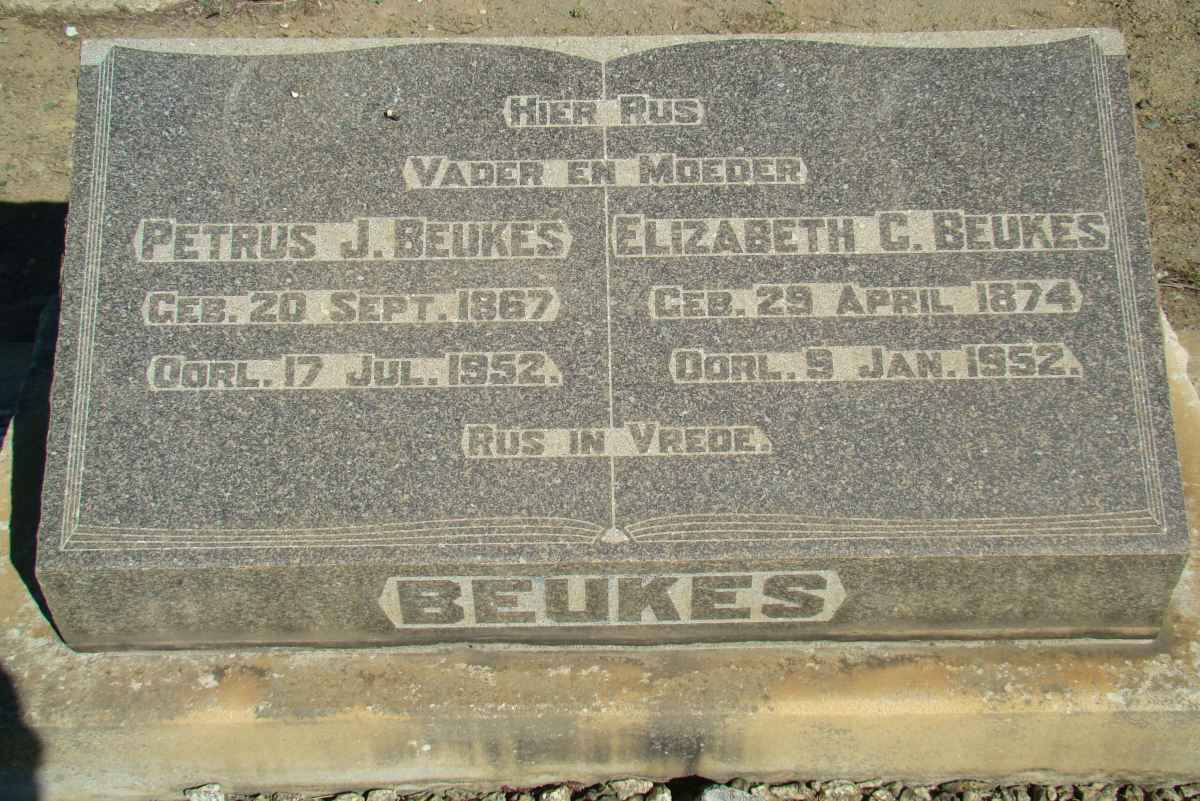 HIER RUS
VADER EN MOEDER
PETRUS J. BEUKES
GEB. 20 SEPT. 1867
OORL. 17 JUL. 1952.
ELIZABETH C. BEUKES
GEB. 29 APRIL 1874
OORL. 9 JAN. 1952.
RUS IN VREDE.
BEUKES